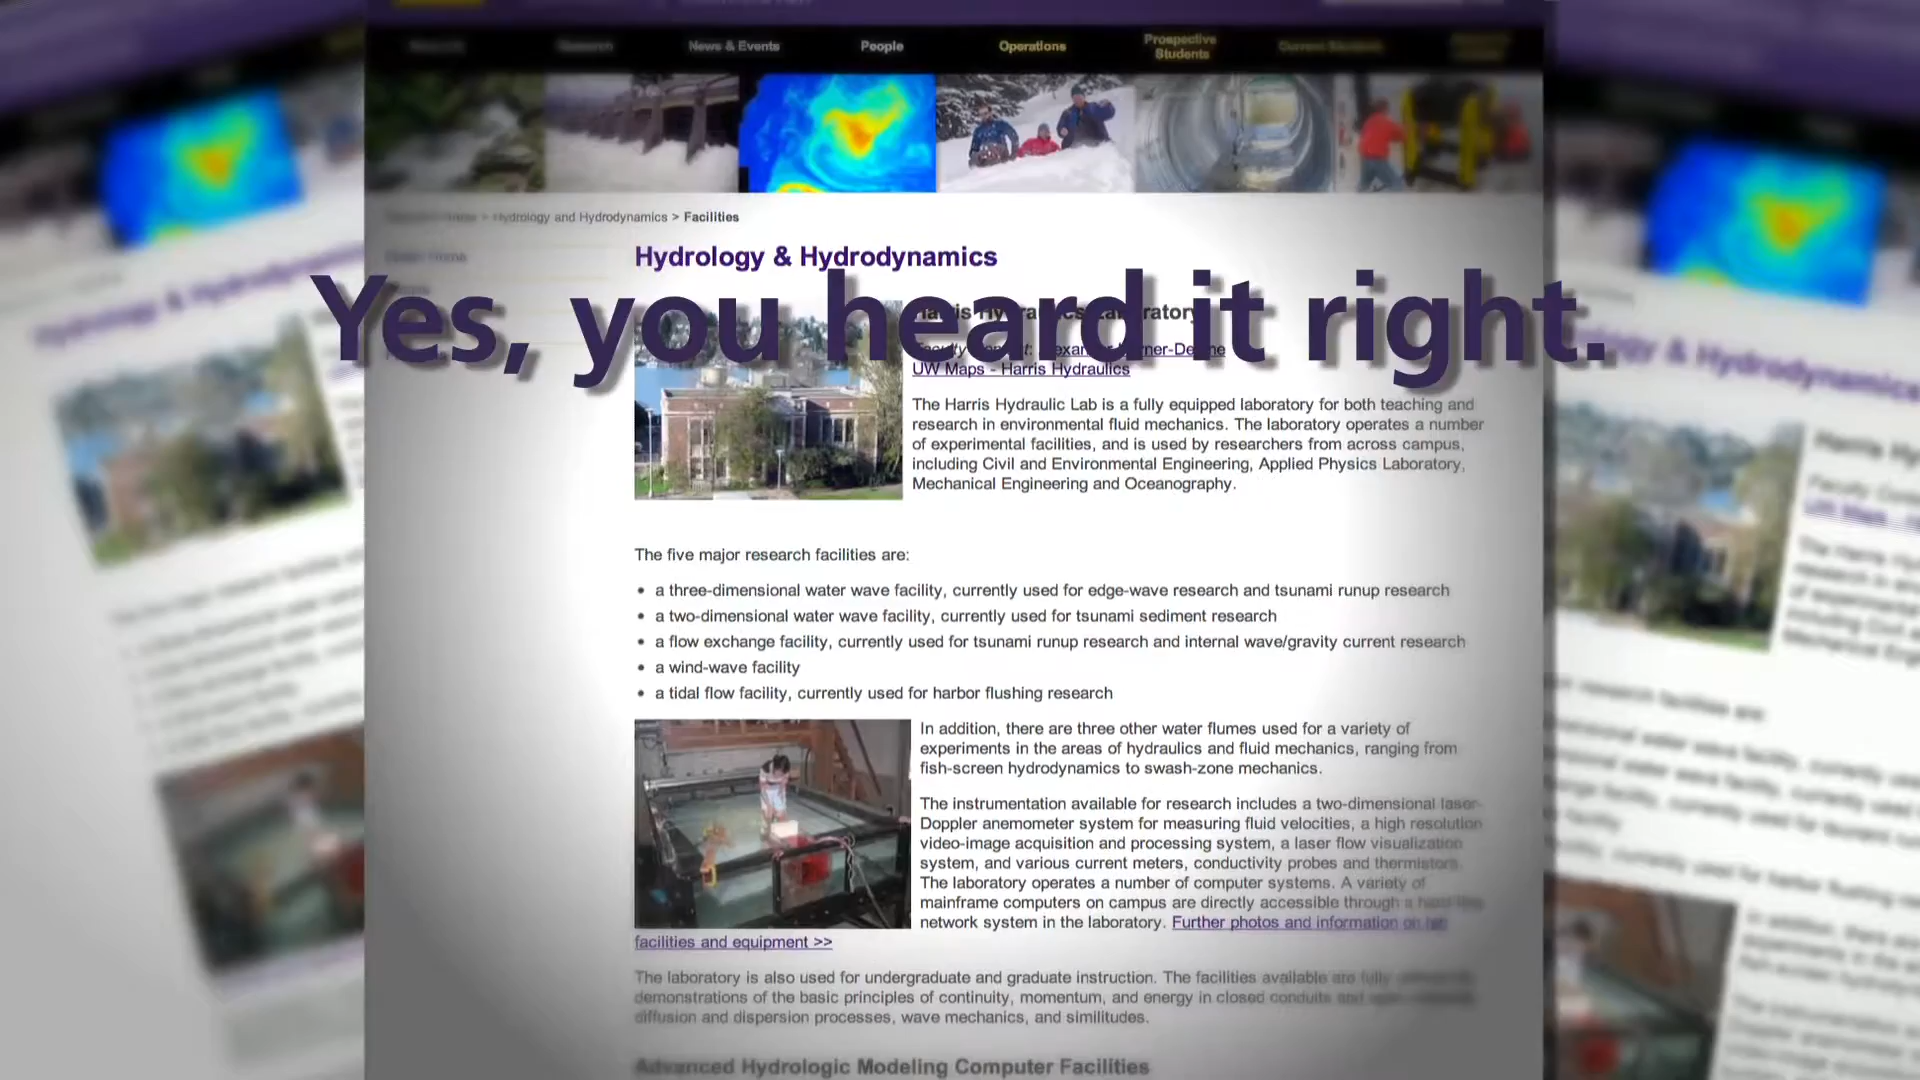 News & Events People Operations Prospective
Students
Hydrology and Hydrodynamics > Facilities
Hydrology & Hydrodynamics
Yes, you heard it right.
UW Maps - Harris Hydraulics
The Harris Hydraulic Lab is a fully equipped laboratory for both teaching and
research in environmental fluid mechanics. The laboratory operates a number
of experimental facilities, and is used by researchers from across campus,
including Civil and Environmental Engineering, Applied Physics Laboratory,
Mechanical Engineering and Oceanography.
The five major research facilities are:
• a three-dimensional water wave facility, currently used for edge-wave research and tsunami runup research
• a two-dimensional water wave facility, currently used for tsunami sediment research
• a flow exchange facility, currently used for tsunami runup research and internal wave/gravity current research
• a wind-wave facility
• a tidal flow facility, currently used for harbor flushing research
In addition, there are three other water flumes used for a variety of
experiments in the areas of hydraulics and fluid mechanics, ranging from
fish-screen hydrodynamics to swash-zone mechanics.
The instrumentation available for research includes a two-dimensional laser-
Doppler anemometer system for measuring fluid velocities, a high resolution
video-image acquisition and processing system, a laser flow visualization
system, and various current meters, conductivity probes and thermistors.
The laboratory operates a number of computer systems. A variety of
mainframe computers on campus are directly accessible through a
network system in the laboratory. Further photos and information on lab
facilities and equipment >>
The laboratory is also used for undergraduate and graduate instruction. The facilities available are fully
demonstrations of the basic principles of continuity, momentum, and energy in closed conduits and
diffusion and dispersion processes, wave mechanics, and similitudes.
Advanced Hydrologic Modeling Computer Facilities